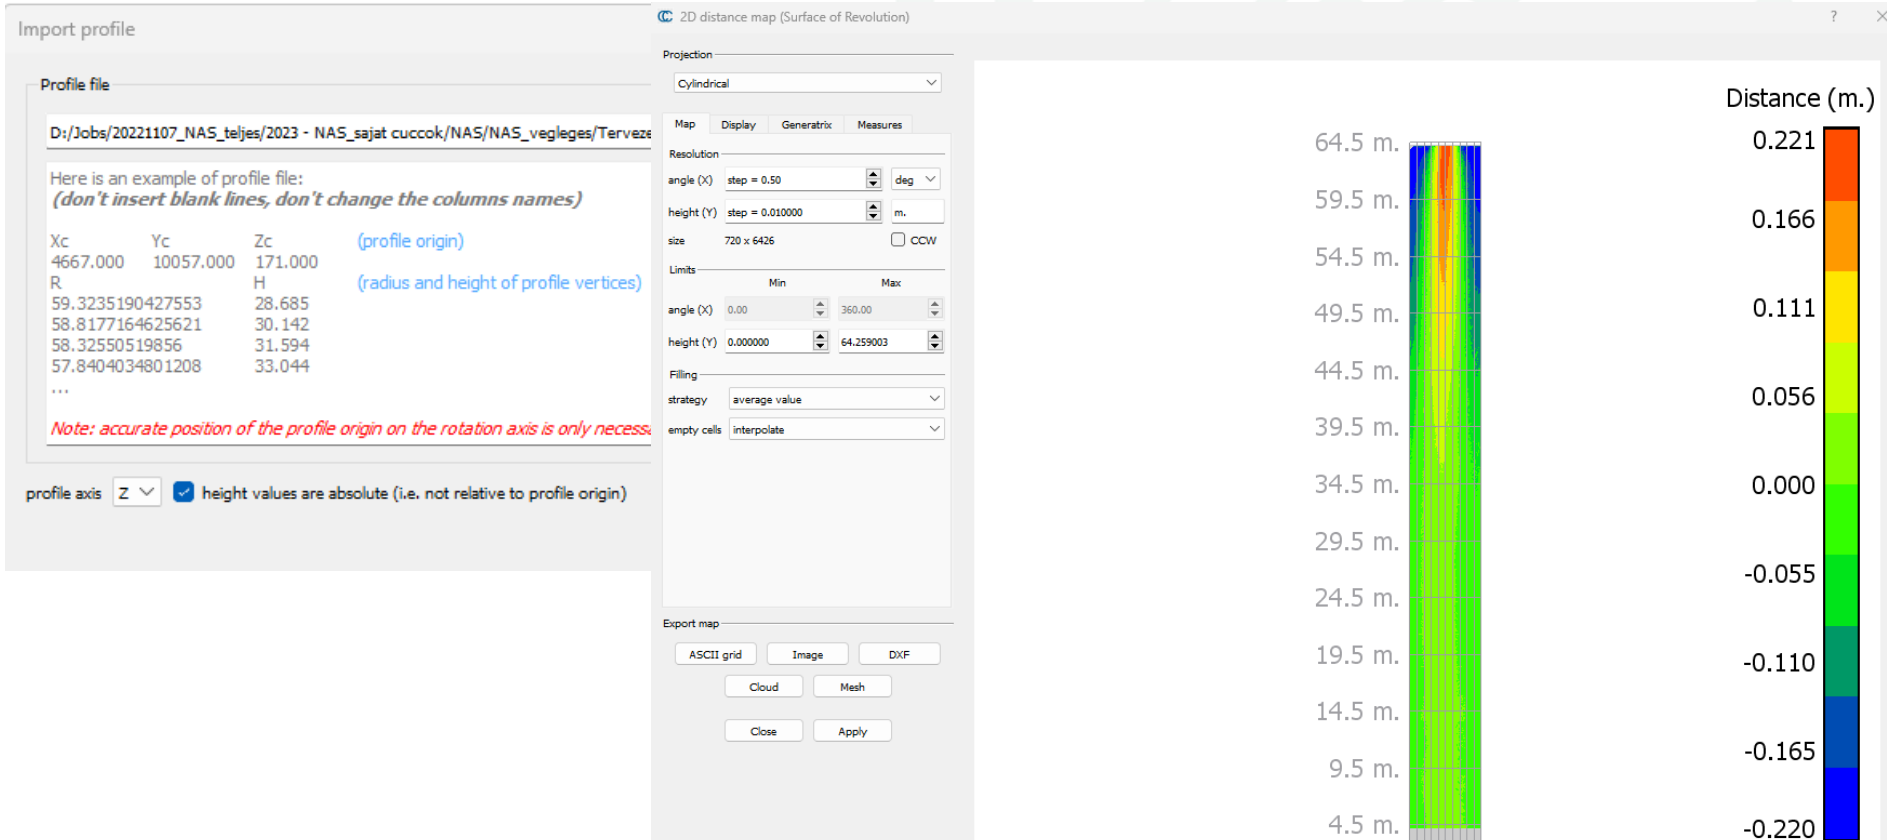 Import profile
Profile file
D:/Jobs/20221107_NAS_teljes/2023 - NAS_sajat cuccok/NAS/NAS_vegleges/Terveze
Here is an example of profile file:
(don't insert blank lines, don't change the columns names)
Xc Yc Zc (profile origin)
4667.000 10057.000 171.000
R H (radius and height of profile vertices)
59.3235190427553 28.685
58.8177164625621 30.142
58.32550519856 31.594
57.8404034801208 33.044
...
Note: accurate position of the profile origin on the rotation axis is only necess
profile axis Z height values are absolute (i.e. not relative to profile origin)
2D distance map (Surface of Revolution)
Projection
Cylindrical
Map Display Generatrix Measures
Resolution
angle (X) step = 0.50 deg
height (Y) step = 0.010000 m.
size 720 x 6426 CCW
Limits
Min Max
angle (X) 0.00 360.00
height (Y) 0.000000 64.259003
Filling
strategy average value
empty cells interpolate
Export map
ASCII grid Image DXF
Cloud Mesh
Close Apply
64.5 m.
59.5 m.
54.5 m.
49.5 m.
44.5 m.
39.5 m.
34.5 m.
29.5 m.
24.5 m.
19.5 m.
14.5 m.
9.5 m.
4.5 m.
Distance (m.)
0.221
0.166
0.111
0.056
0.000
-0.055
-0.110
-0.165
-0.220